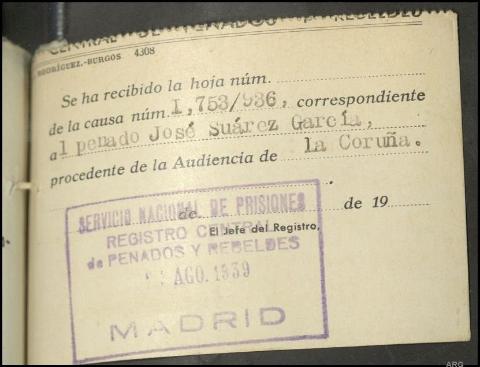 CENTRAL DE PENADOS Y REBELDES
RODRÍGUEZ.-BURGOS 4308
Se ha recibido la hoja núm.
de la causa núm. I,753/936, correspondiente
al penado José Suárez García,
procedente de la Audiencia de La Coruña.
de de 19
El Jefe del Registro,
SERVICIO NACIONAL DE PRISIONES
REGISTRO CENTRAL
de PENADOS Y REBELDES
AGO. 1939
MADRID
ARG